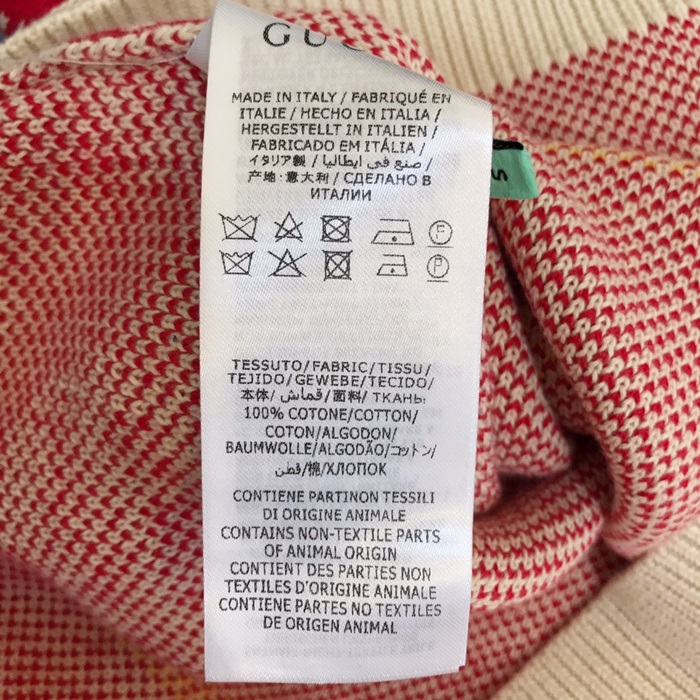 GUC
MADE IN ITALY / FABRIQUÉ EN
ITALIE / HECHO EN ITALIA /
HERGESTELLT IN ITALIEN /
FABRICADO EM ITÁLIA /
イタリア製 / صنع في ايطاليا /
产地·意大利 / СДЕЛАНО В
ИТАЛИИ
F
P
S
TESSUTO/FABRIC/TISSU/
TEJIDO/GEWEBE/TECIDO/
本体/ قماش /面料/ ТКАНЬ:
100% COTONE/COTTON/
COTON/ALGODON/
BAUMWOLLE/ALGODÃO/コットン/
قطن/棉/ХЛОПОК
CONTIENE PARTINON TESSILI
DI ORIGINE ANIMALE
CONTAINS NON-TEXTILE PARTS
OF ANIMAL ORIGIN
CONTIENT DES PARTIES NON
TEXTILES D'ORIGINE ANIMALE
CONTIENE PARTES NO TEXTILES
DE ORIGEN ANIMAL